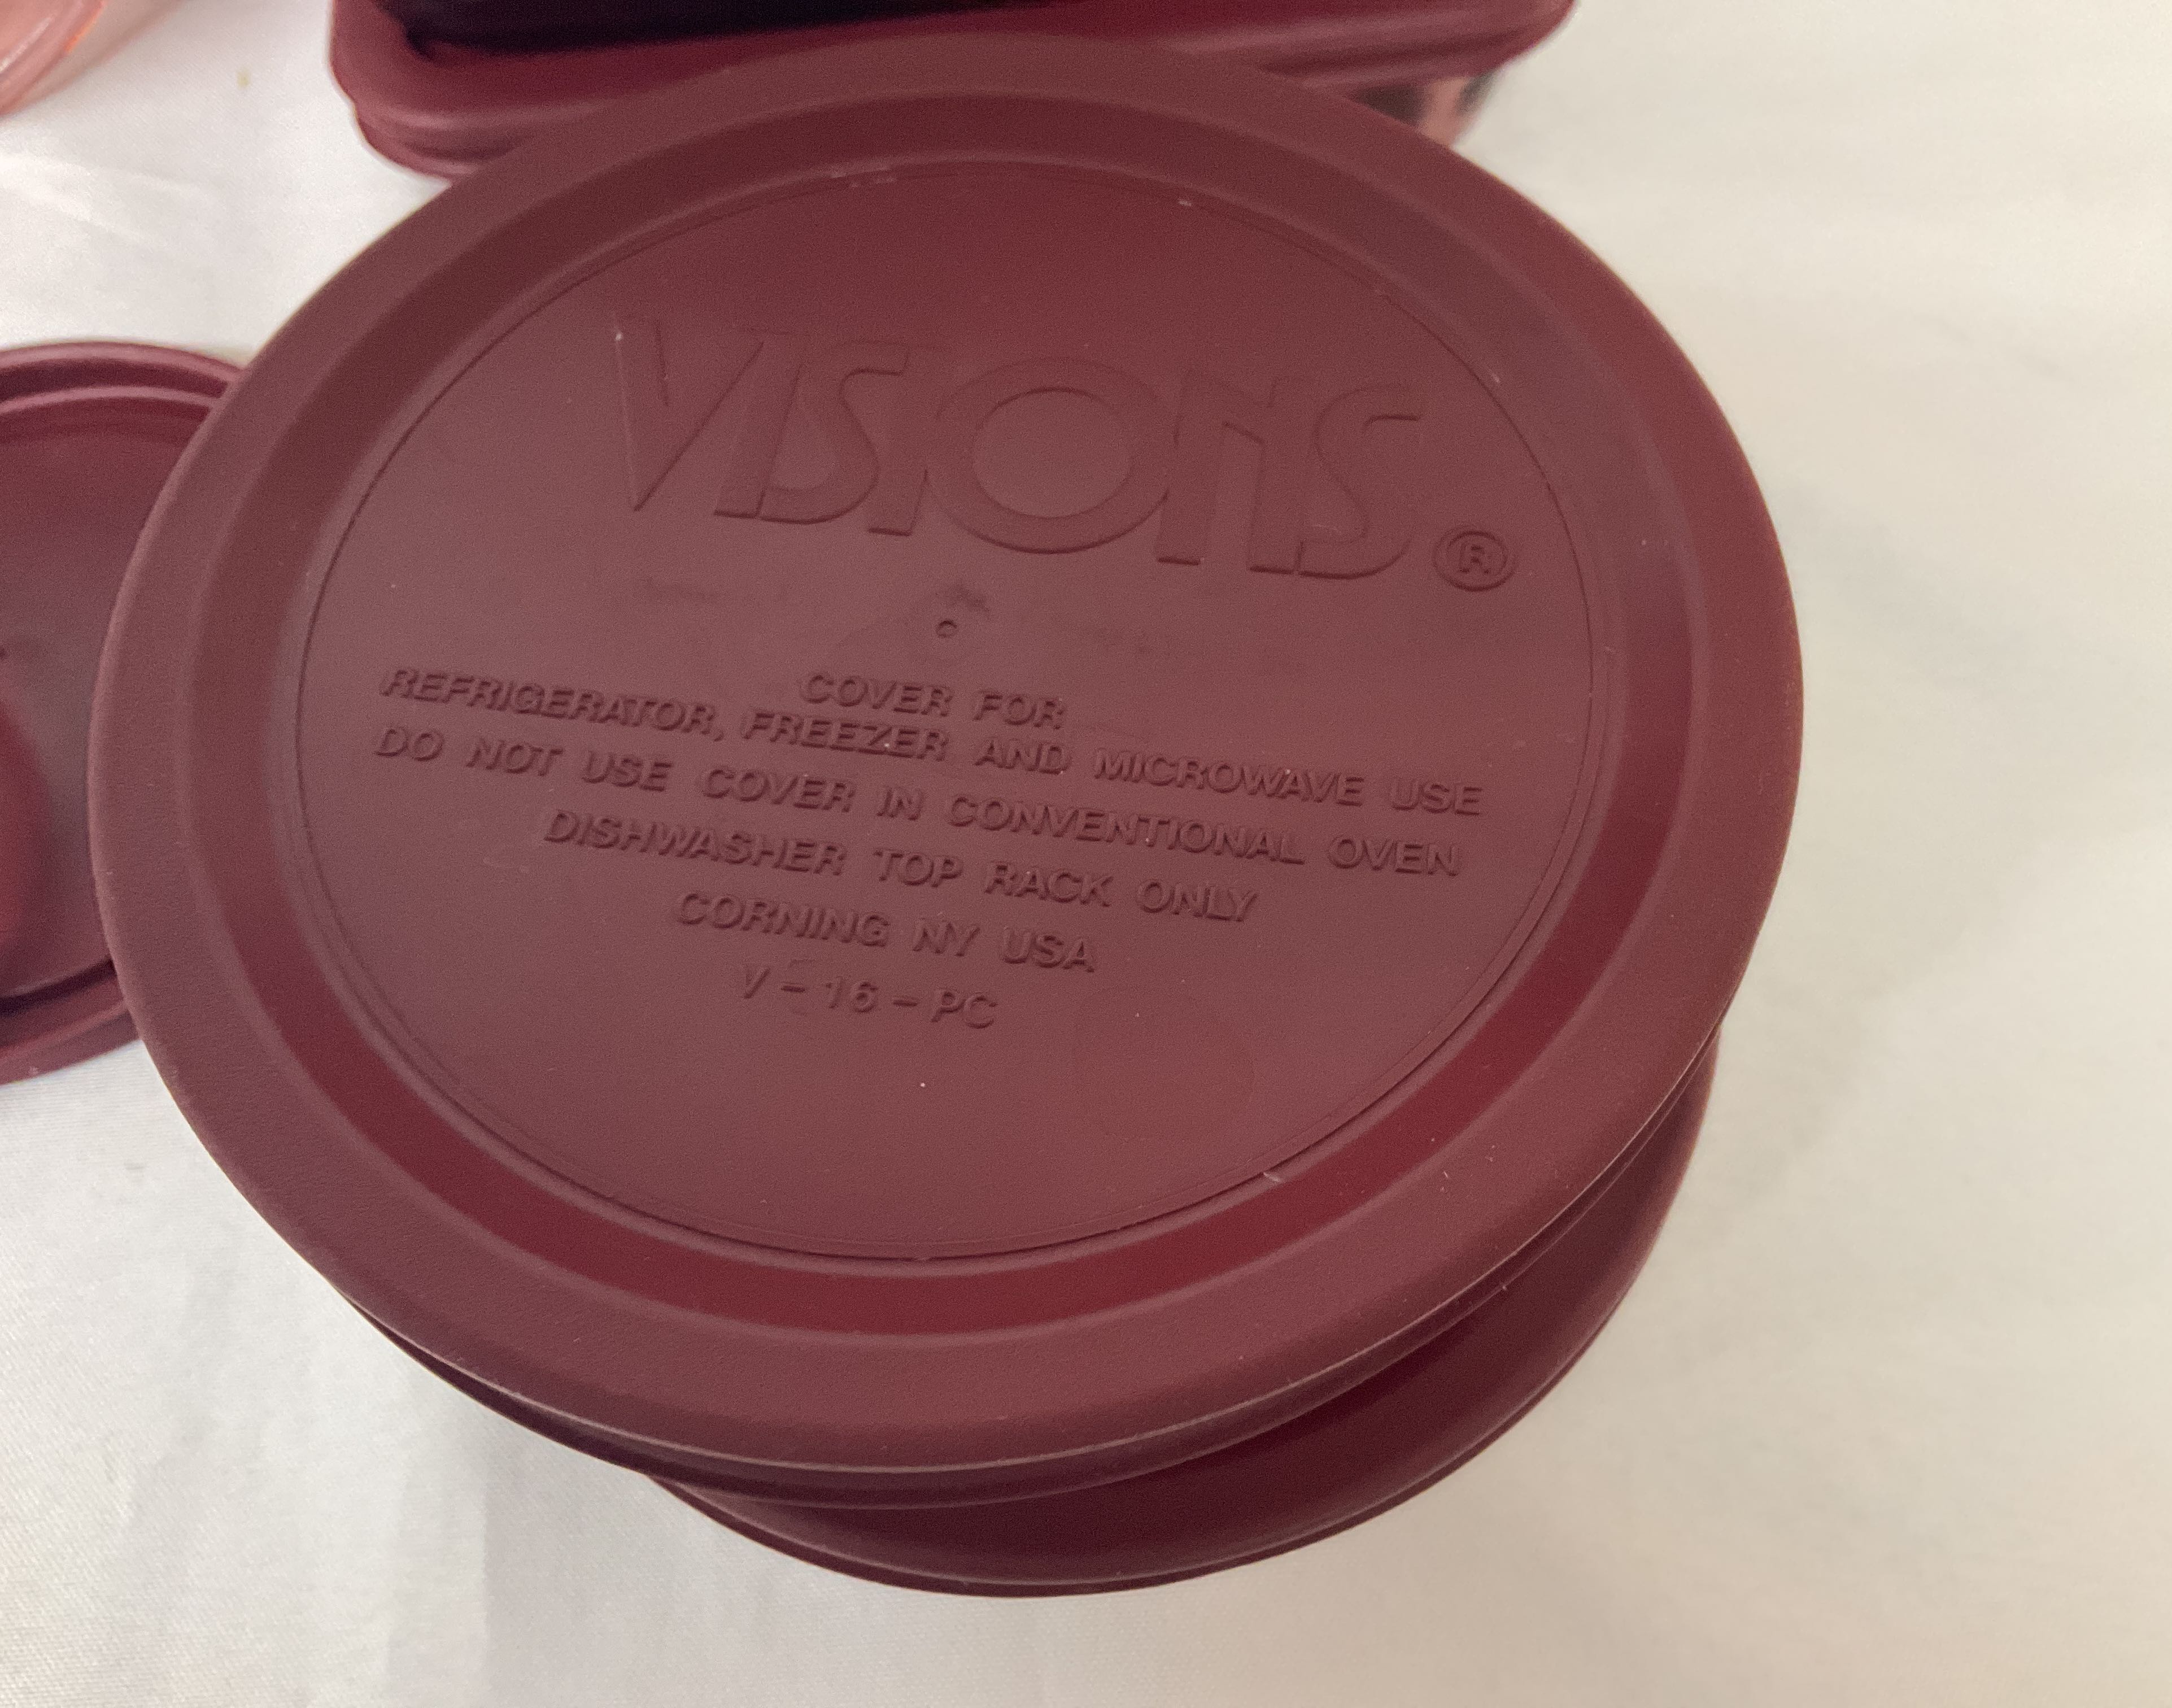 VISIONS®
COVER FOR
REFRIGERATOR, FREEZER AND MICROWAVE USE
DO NOT USE COVER IN CONVENTIONAL OVEN
DISHWASHER TOP RACK ONLY
CORNING NY USA
V - 16 - PC